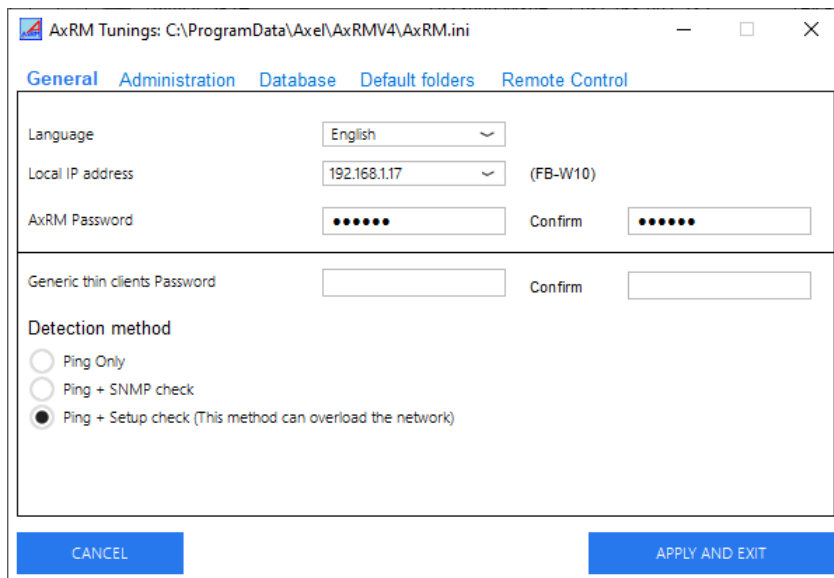 AxRM Tunings: C:\ProgramData\Axel\AxRMV4\AxRM.ini
General Administration Database Default folders Remote Control
Language English
Local IP address 192.168.1.17 (FB-W10)
AxRM Password •••••• Confirm ••••••
Generic thin clients Password Confirm
Detection method
Ping Only
Ping + SNMP check
Ping + Setup check (This method can overload the network)
CANCEL APPLY AND EXIT